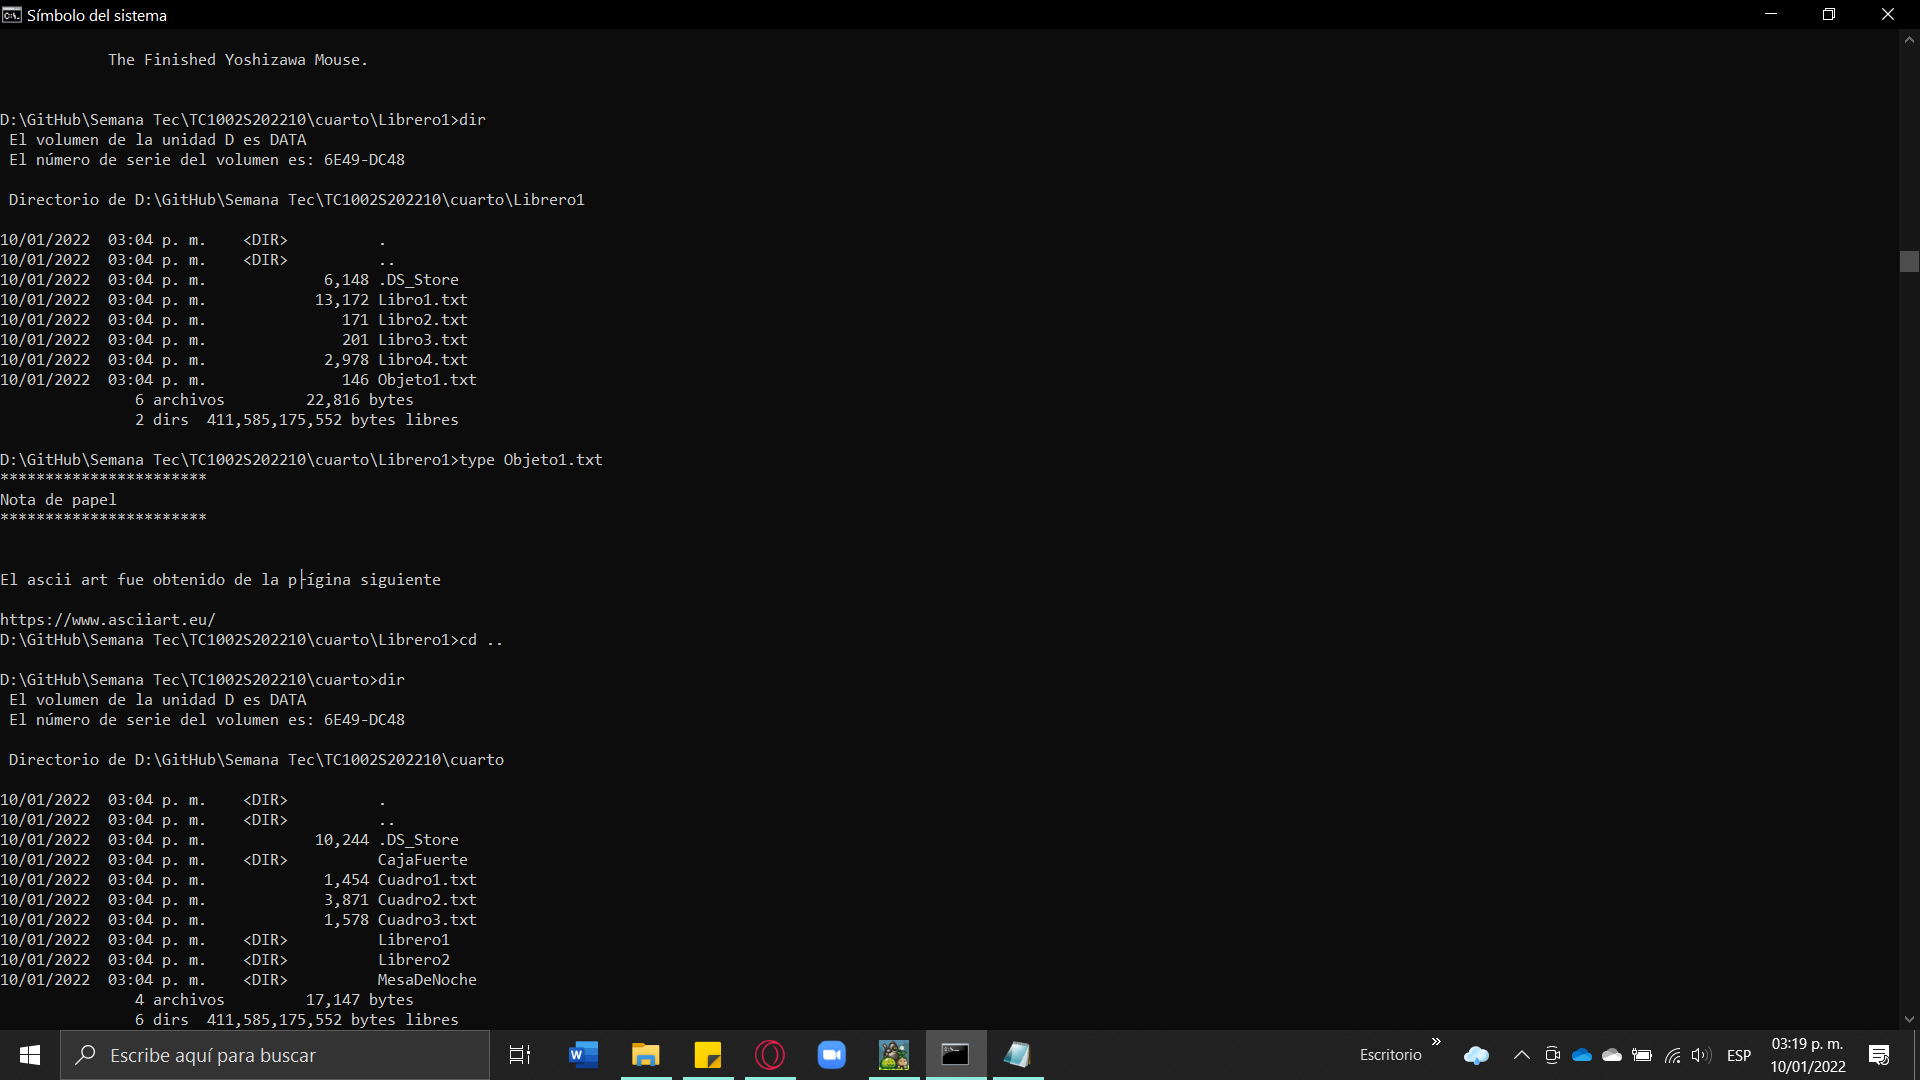 Símbolo del sistema
The Finished Yoshizawa Mouse.
D:\GitHub\Semana Tec\TC1002S202210\cuarto\Librero1>dir
El volumen de la unidad D es DATA
El número de serie del volumen es: 6E49-DC48
Directorio de D:\GitHub\Semana Tec\TC1002S202210\cuarto\Librero1
10/01/2022  03:04 p. m.    <DIR>          .
10/01/2022  03:04 p. m.    <DIR>          ..
10/01/2022  03:04 p. m.             6,148 .DS_Store
10/01/2022  03:04 p. m.            13,172 Libro1.txt
10/01/2022  03:04 p. m.               171 Libro2.txt
10/01/2022  03:04 p. m.               201 Libro3.txt
10/01/2022  03:04 p. m.             2,978 Libro4.txt
10/01/2022  03:04 p. m.               146 Objeto1.txt
6 archivos         22,816 bytes
2 dirs  411,585,175,552 bytes libres
D:\GitHub\Semana Tec\TC1002S202210\cuarto\Librero1>type Objeto1.txt
***********************
Nota de papel
***********************
El ascii art fue obtenido de la p├ígina siguiente
https://www.asciiart.eu/
D:\GitHub\Semana Tec\TC1002S202210\cuarto\Librero1>cd ..
D:\GitHub\Semana Tec\TC1002S202210\cuarto>dir
El volumen de la unidad D es DATA
El número de serie del volumen es: 6E49-DC48
Directorio de D:\GitHub\Semana Tec\TC1002S202210\cuarto
10/01/2022  03:04 p. m.    <DIR>          .
10/01/2022  03:04 p. m.    <DIR>          ..
10/01/2022  03:04 p. m.            10,244 .DS_Store
10/01/2022  03:04 p. m.    <DIR>          CajaFuerte
10/01/2022  03:04 p. m.             1,454 Cuadro1.txt
10/01/2022  03:04 p. m.             3,871 Cuadro2.txt
10/01/2022  03:04 p. m.             1,578 Cuadro3.txt
10/01/2022  03:04 p. m.    <DIR>          Librero1
10/01/2022  03:04 p. m.    <DIR>          Librero2
10/01/2022  03:04 p. m.    <DIR>          MesaDeNoche
4 archivos         17,147 bytes
6 dirs  411,585,175,552 bytes libres
Escribe aquí para buscar
Escritorio
ESP
03:19 p. m.
10/01/2022